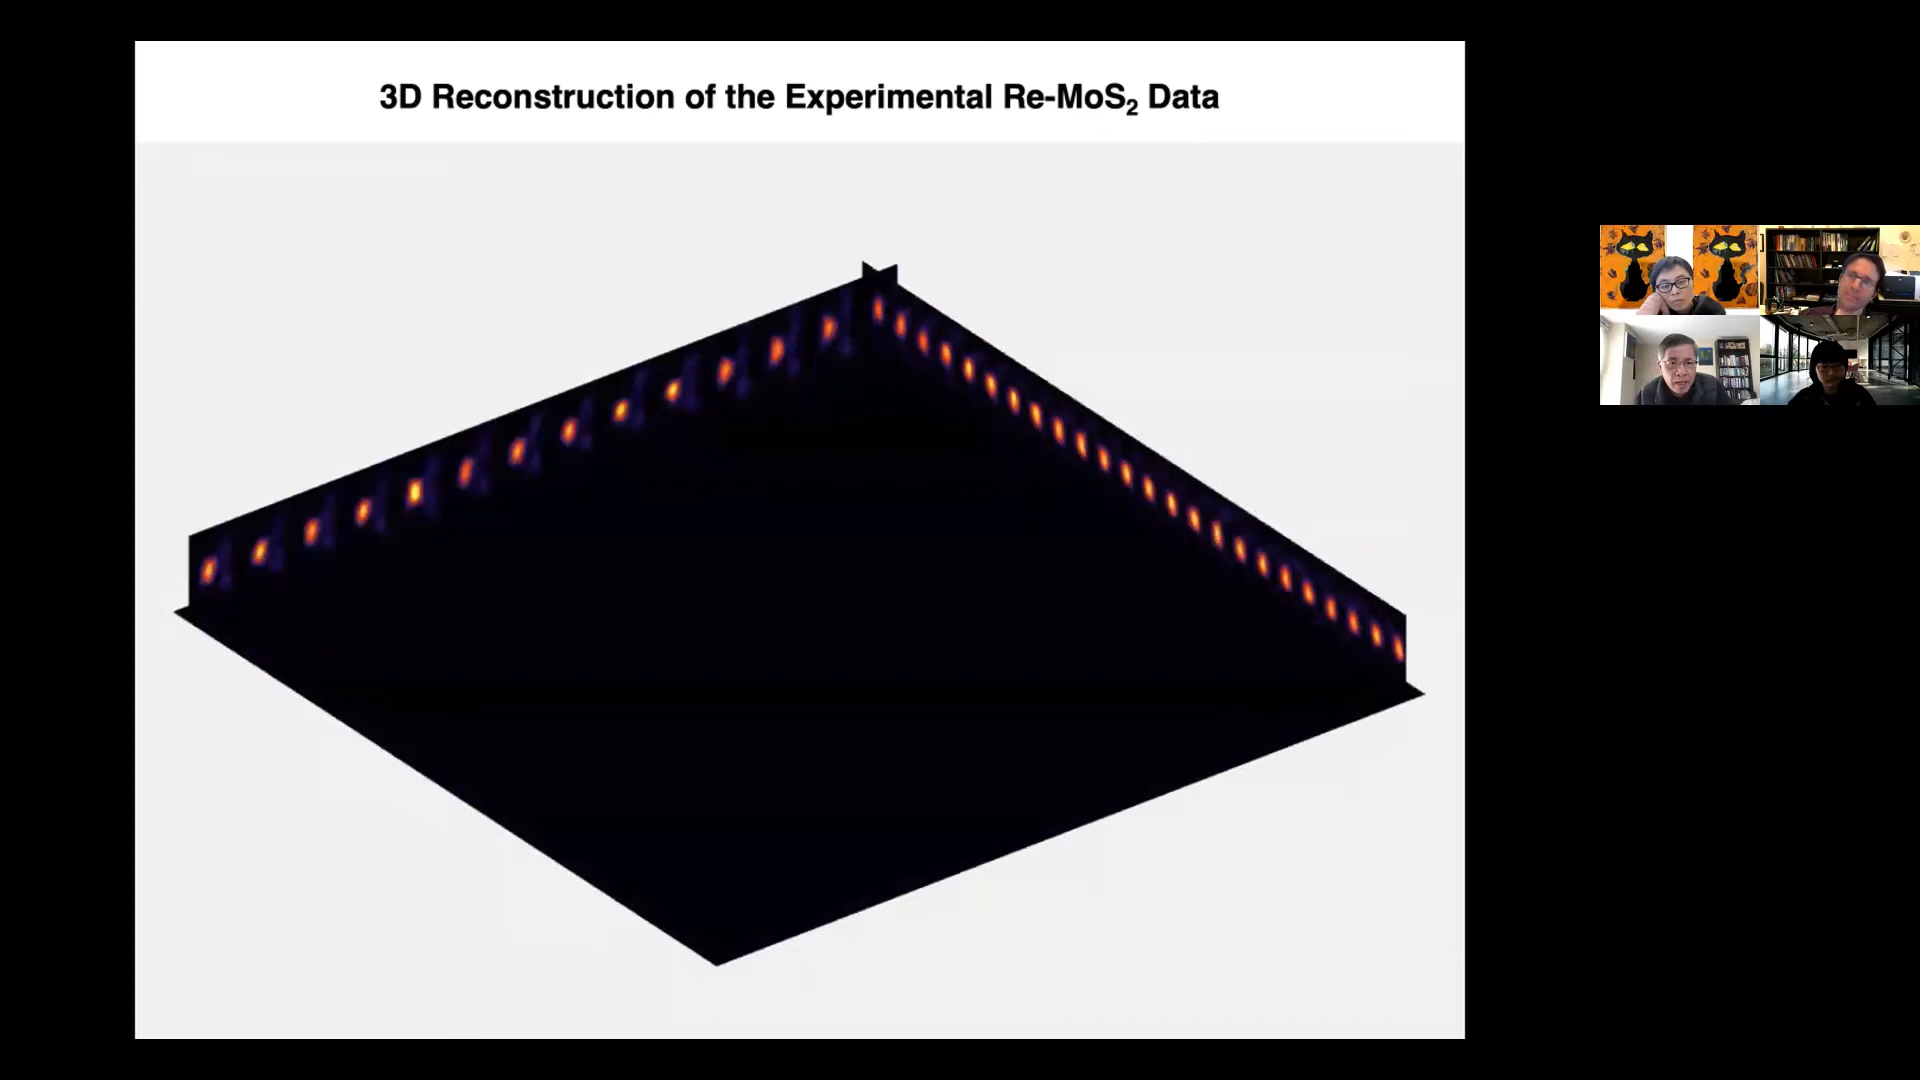 3D Reconstruction of the Experimental Re-MoS₂ Data